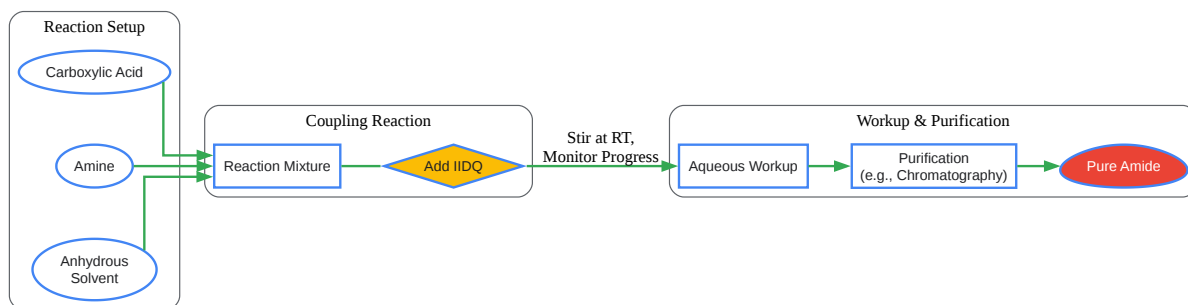 Reaction Setup
Carboxylic Acid
Amine
Anhydrous
Solvent
Coupling Reaction
Reaction Mixture
Add IIDQ
Stir at RT,
Monitor Progress
Workup & Purification
Aqueous Workup
Purification
(e.g., Chromatography)
Pure Amide